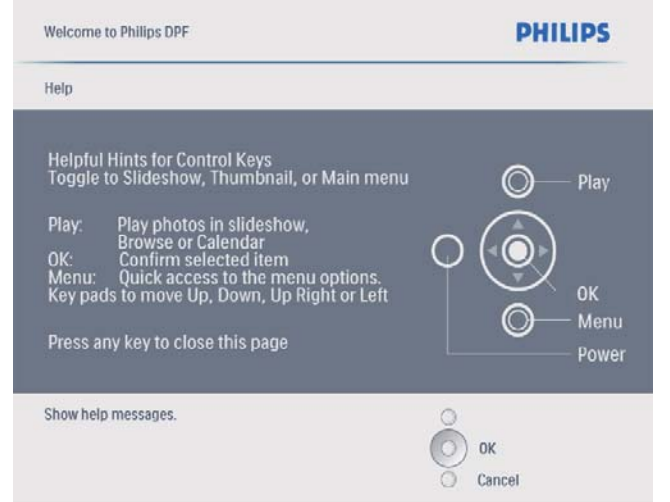 Welcome to Philips DPF
PHILIPS
Help
Helpful Hints for Control Keys
Toggle to Slideshow, Thumbnail, or Main menu
Play: Play photos in slideshow,
Browse or Calendar
OK: Confirm selected item
Menu: Quick access to the menu options.
Key pads to move Up, Down, Up Right or Left
Press any key to close this page
Play
OK
Menu
Power
Show help messages.
OK
Cancel